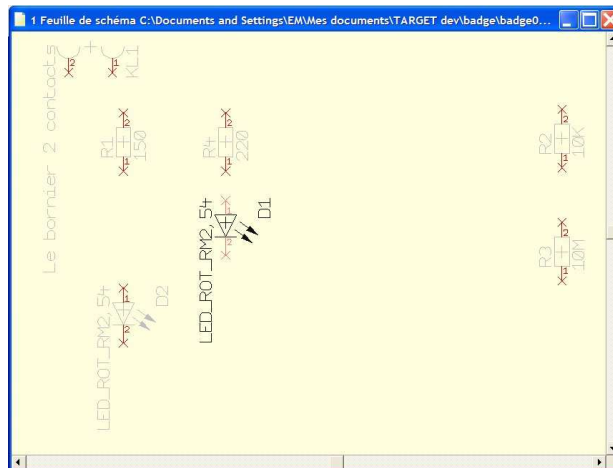 1 Feuille de schéma C:\Documents and Settings\EM\Mes documents\TARGET dev\badge\badge0...
Le bornier 2 contacts
2
1
KL1
R1
2
1
150
R4
2
1
220
R2
2
1
10K
LED_ROT_RM2,54
1
2
D1
R3
2
1
10M
LED_ROT_RM2,54
1
2
D2